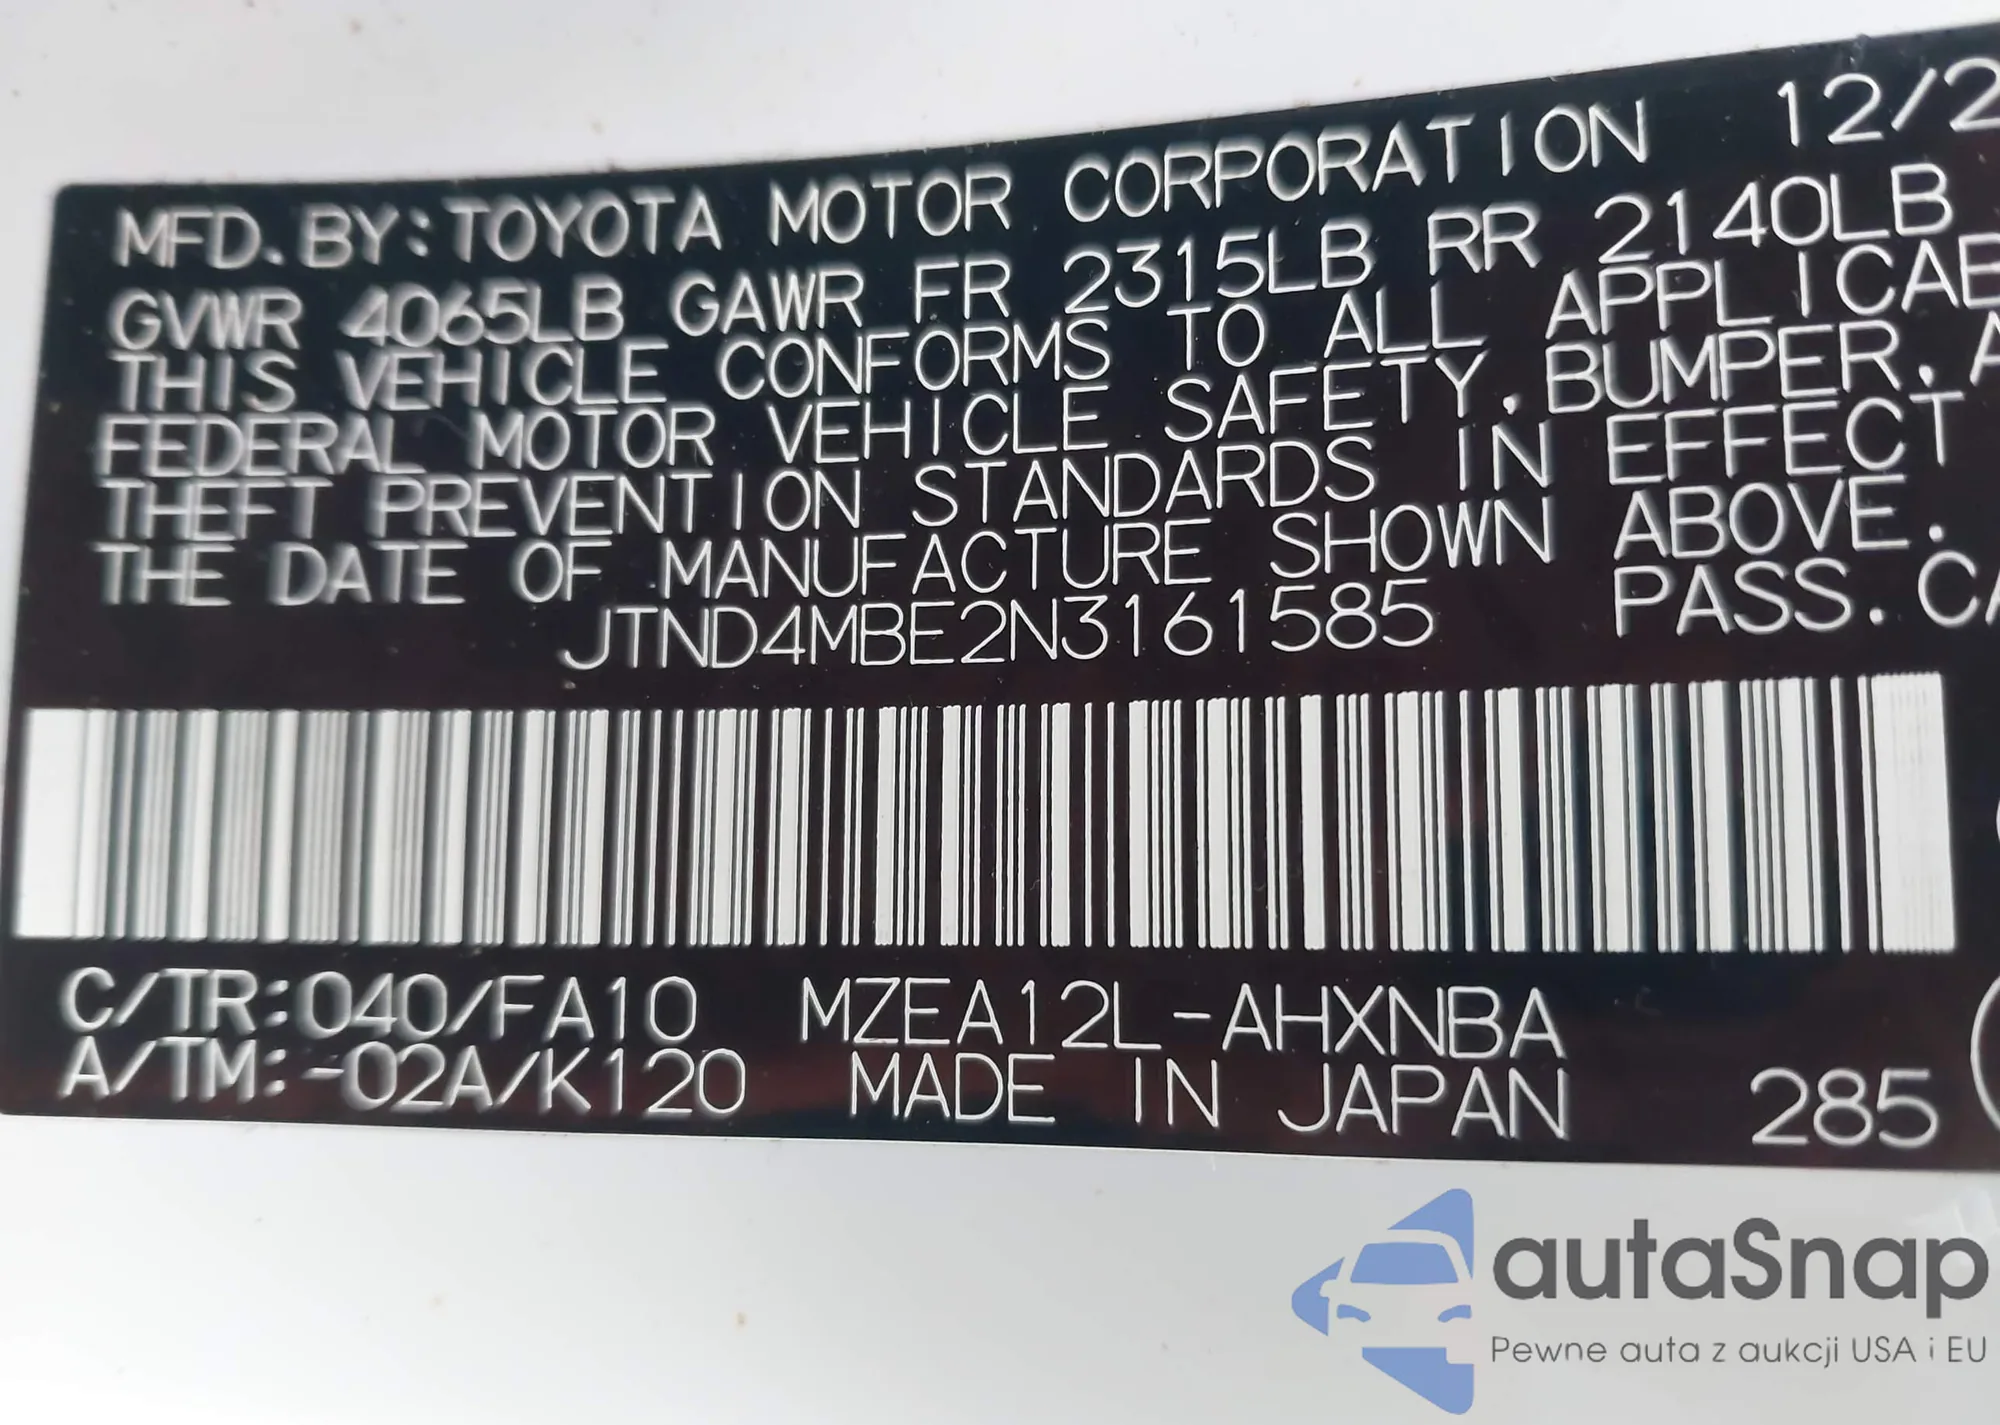 MFD. BY: TOYOTA MOTOR CORPORATION 12/2
GVWR 4065LB GAWR FR 2315LB RR 2140LB
THIS VEHICLE CONFORMS TO ALL APPLICAB
FEDERAL MOTOR VEHICLE SAFETY, BUMPER, A
THEFT PREVENTION STANDARDS IN EFFECT
THE DATE OF MANUFACTURE SHOWN ABOVE.
JTND4MBE2N3161585 PASS. CA
C/TR:040/FA10 MZEA12L-AHXNBA
A/TM:-02A/K120 MADE IN JAPAN 285
autaSnap
Pewne auta z aukcji USA i EU